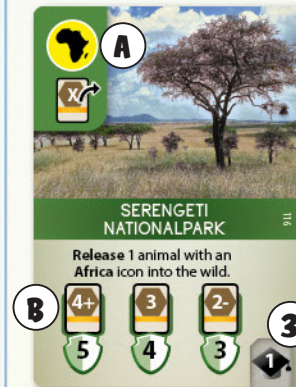 A
X
SERENGETI
NATIONALPARK
116
Release 1 animal with an
Africa icon into the wild.
B
4+ 3 2-
5 4 3
3
1